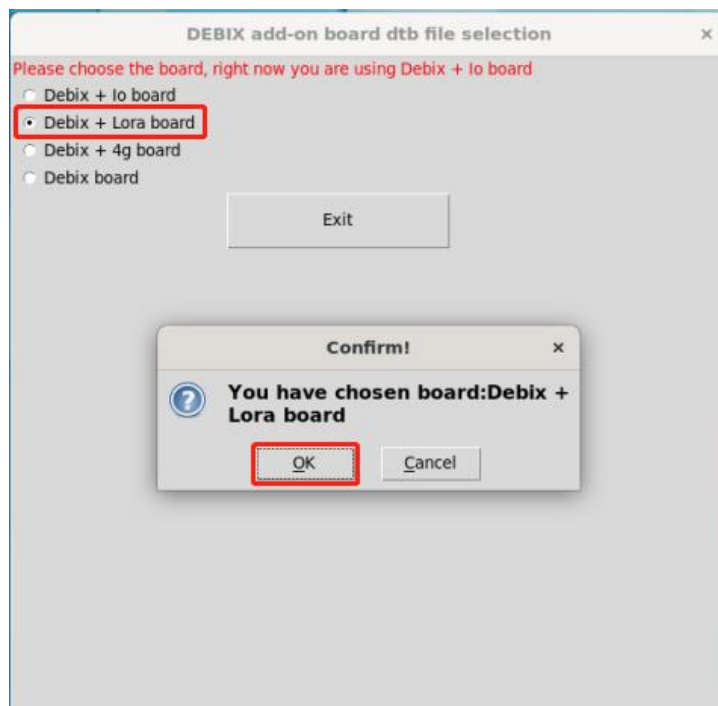 DEBIX add-on board dtb file selection
Please choose the board, right now you are using Debix + Io board
Debix + Io board
Debix + Lora board
Debix + 4g board
Debix board
Exit
Confirm!
You have chosen board:Debix +
Lora board
OK
Cancel